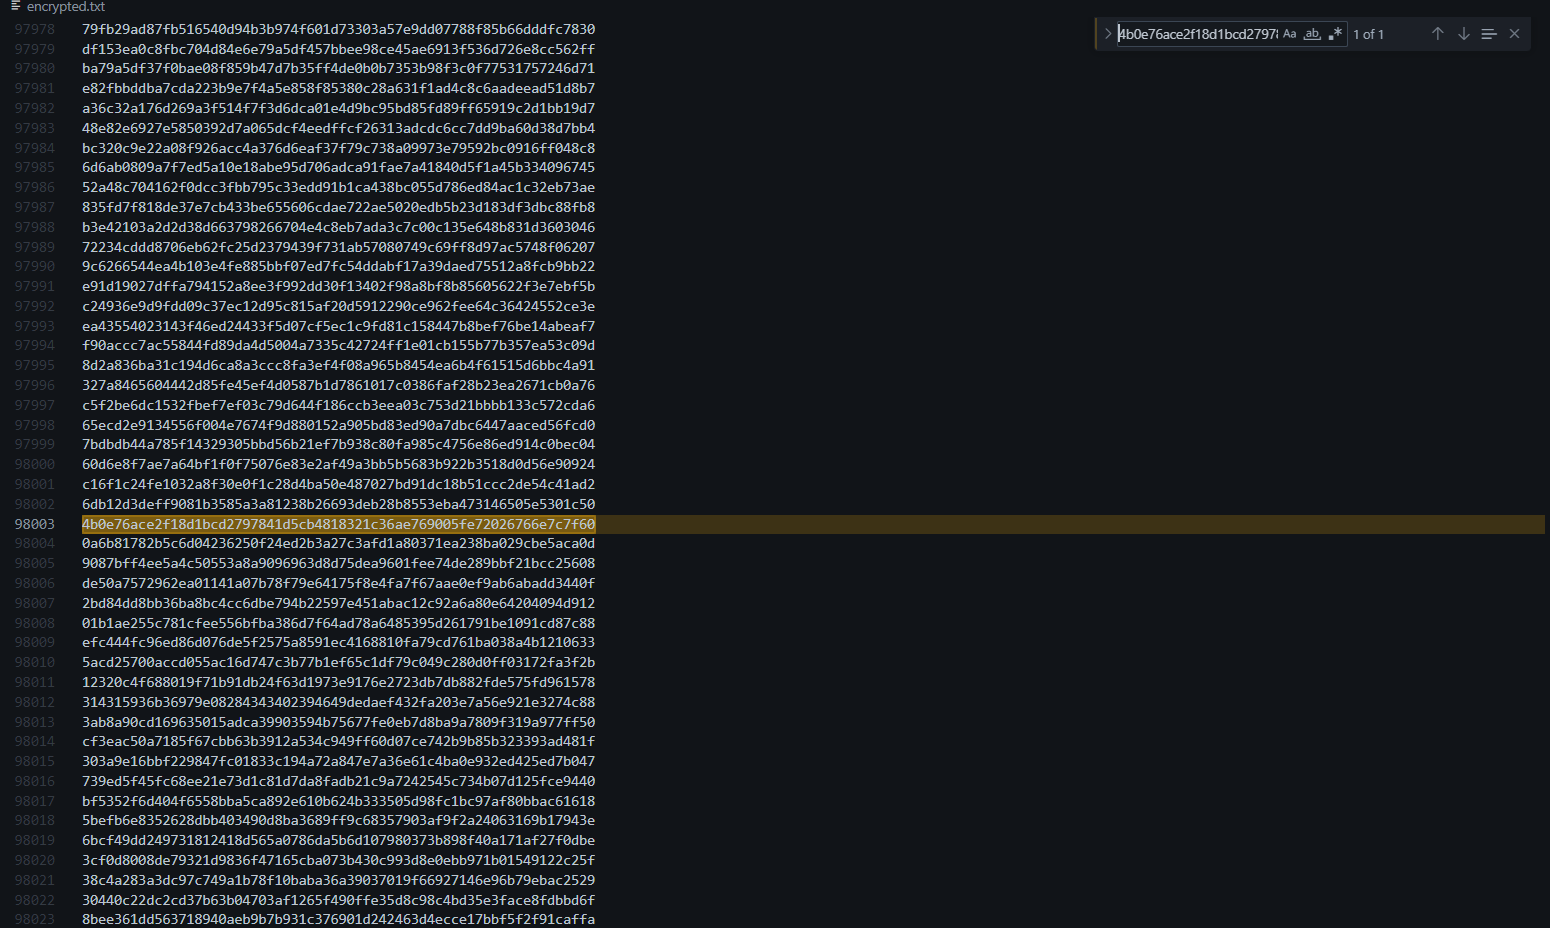 encrypted.txt
4b0e76ace2f18d1bcd2797 Aa ab .* 1 of 1
97978 79fb29ad87fb516540d94b3b974f601d73303a57e9dd07788f85b66dddfc7830
97979 df153ea0c8fbc704d84e6e79a5df457bbee98ce45ae6913f536d726e8cc562ff
97980 ba79a5df37f0bae08f859b47d7b35ff4de0b0b7353b98f3c0f77531757246d71
97981 e82fbbddba7cda223b9e7f4a5e858f85380c28a631f1ad4c8c6aadeead51d8b7
97982 a36c32a176d269a3f514f7f3d6dca01e4d9bc95bd85fd89ff65919c2d1bb19d7
97983 48e82e6927e5850392d7a065dcf4eedffcf26313adcdc6cc7dd9ba60d38d7bb4
97984 bc320c9e22a08f926acc4a376d6eaf37f79c738a09973e79592bc0916ff048c8
97985 6d6ab0809a7f7ed5a10e18abe95d706adca91fae7a41840d5f1a45b334096745
97986 52a48c704162f0dcc3fbb795c33edd91b1ca438bc055d786ed84ac1c32eb73ae
97987 835fd7f818de37e7cb433be655606cdae722ae5020edb5b23d183df3dbc88fb8
97988 b3e42103a2d2d38d663798266704e4c8eb7ada3c7c00c135e648b831d3603046
97989 72234cddd8706eb62fc25d2379439f731ab57080749c69ff8d97ac5748f06207
97990 9c6266544ea4b103e4fe885bbf07ed7fc54ddabf17a39daed75512a8fcb9bb22
97991 e91d19027dffa794152a8ee3f992dd30f13402f98a8bf8b85605622f3e7ebf5b
97992 c24936e9d9fdd09c37ec12d95c815af20d5912290ce962fee64c36424552ce3e
97993 ea43554023143f46ed24433f5d07cf5ec1c9fd81c158447b8bef76be14abeaf7
97994 f90accc7ac55844fd89da4d5004a7335c42724ff1e01cb155b77b357ea53c09d
97995 8d2a836ba31c194d6ca8a3ccc8fa3ef4f08a965b8454ea6b4f61515d6bbc4a91
97996 327a8465604442d85fe45ef4d0587b1d7861017c0386faf28b23ea2671cb0a76
97997 c5f2be6dc1532fbef7ef03c79d644f186ccb3eea03c753d21bbbb133c572cda6
97998 65ecd2e9134556f004e7674f9d880152a905bd83ed90a7dbc6447aaced56fcd0
97999 7bdbdb44a785f14329305bbd56b21ef7b938c80fa985c4756e86ed914c0bec04
98000 60d6e8f7ae7a64bf1f0f75076e83e2af49a3bb5b5683b922b3518d0d56e90924
98001 c16f1c24fe1032a8f30e0f1c28d4ba50e487027bd91dc18b51ccc2de54c41ad2
98002 6db12d3deff9081b3585a3a81238b26693deb28b8553eba473146505e5301c50
98003 4b0e76ace2f18d1bcd2797841d5cb4818321c36ae769005fe72026766e7c7f60
98004 0a6b81782b5c6d04236250f24ed2b3a27c3afd1a80371ea238ba029cbe5aca0d
98005 9087bff4ee5a4c50553a8a9096963d8d75dea9601fee74de289bbf21bcc25608
98006 de50a7572962ea01141a07b78f79e64175f8e4fa7f67aae0ef9ab6abadd3440f
98007 2bd84dd8bb36ba8bc4cc6dbe794b22597e451abac12c92a6a80e64204094d912
98008 01b1ae255c781cfee556bfba386d7f64ad78a6485395d261791be1091cd87c88
98009 efc444fc96ed86d076de5f2575a8591ec4168810fa79cd761ba038a4b1210633
98010 5acd25700accd055ac16d747c3b77b1ef65c1df79c049c280d0ff03172fa3f2b
98011 12320c4f688019f71b91db24f63d1973e9176e2723db7db882fde575fd961578
98012 314315936b36979e08284343402394649dedaef432fa203e7a56e921e3274c88
98013 3ab8a90cd169635015adca39903594b75677fe0eb7d8ba9a7809f319a977ff50
98014 cf3eac50a7185f67cbb63b3912a534c949ff60d07ce742b9b85b323393ad481f
98015 303a9e16bbf229847fc01833c194a72a847e7a36e61c4ba0e932ed425ed7b047
98016 739ed5f45fc68ee21e73d1c81d7da8fadb21c9a7242545c734b07d125fce9440
98017 bf5352f6d404f6558bba5ca892e610b624b333505d98fc1bc97af80bbac61618
98018 5befb6e8352628dbb403490d8ba3689ff9c68357903af9f2a24063169b17943e
98019 6bcf49dd249731812418d565a0786da5b6d107980373b898f40a171af27f0dbe
98020 3cf0d8008de79321d9836f47165cba073b430c993d8e0ebb971b01549122c25f
98021 38c4a283a3dc97c749a1b78f10baba36a39037019f66927146e96b79ebac2529
98022 30440c22dc2cd37b63b04703af1265f490ffe35d8c98c4bd35e3face8fdbbd6f
98023 8bee361dd563718940aeb9b7b931c376901d242463d4ecce17bbf5f2f91caffa